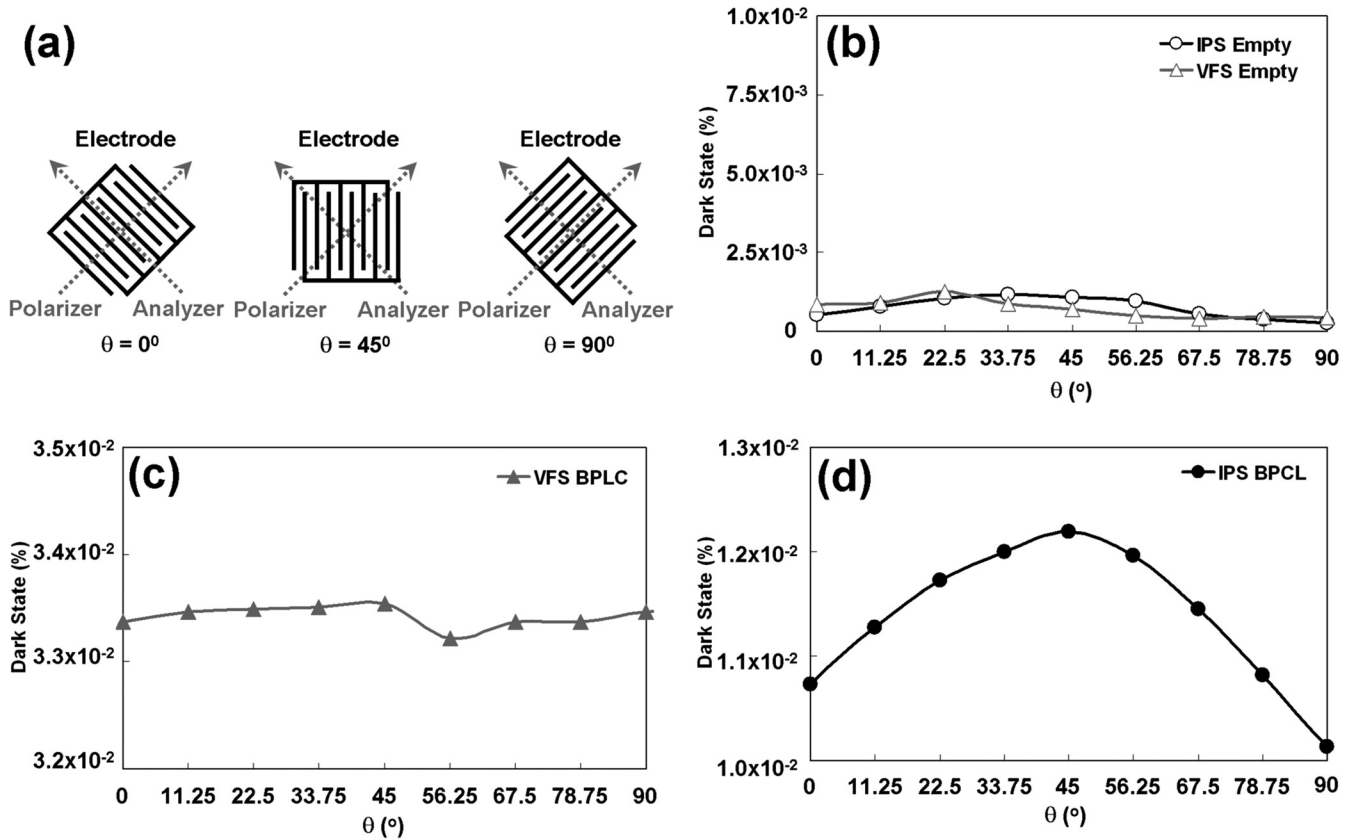 (a)
Electrode Electrode Electrode
Polarizer Analyzer Polarizer Analyzer Polarizer Analyzer
θ = 0⁰ θ = 45⁰ θ = 90⁰
(b)
IPS Empty
VFS Empty
Dark State (%)
1.0x10⁻²
7.5x10⁻³
5.0x10⁻³
2.5x10⁻³
0
0 11.25 22.5 33.75 45 56.25 67.5 78.75 90
θ (º)
(c)
VFS BPLC
Dark State (%)
3.5x10⁻²
3.4x10⁻²
3.3x10⁻²
3.2x10⁻²
0 11.25 22.5 33.75 45 56.25 67.5 78.75 90
θ (º)
(d)
IPS BPCL
Dark State (%)
1.3x10⁻²
1.2x10⁻²
1.1x10⁻²
1.0x10⁻²
0 11.25 22.5 33.75 45 56.25 67.5 78.75 90
θ (º)